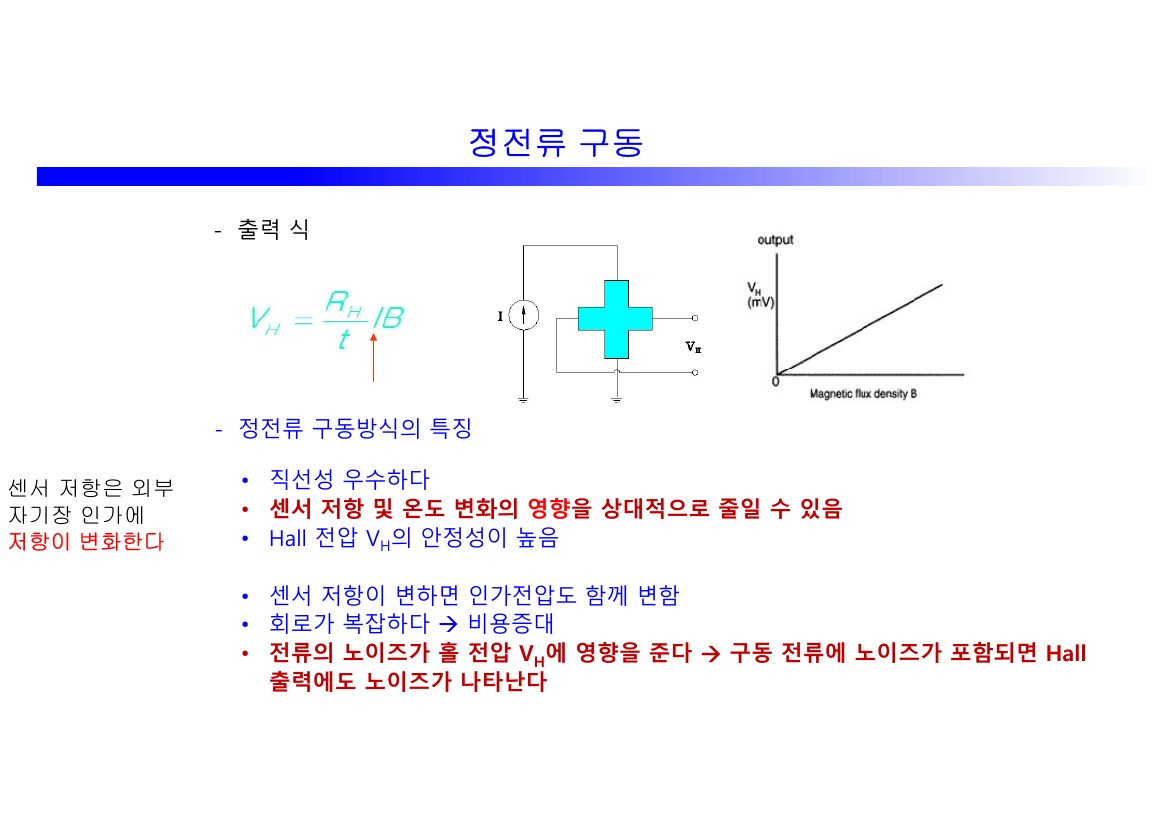 정전류 구동
- 출력 식
V_H = R_H/t IB
I
V_H
output
V_H
(mV)
0
Magnetic flux density B
- 정전류 구동방식의 특징
센서 저항은 외부
자기장 인가에
저항이 변화한다
• 직선성 우수하다
• 센서 저항 및 온도 변화의 영향을 상대적으로 줄일 수 있음
• Hall 전압 V_H의 안정성이 높음
• 센서 저항이 변하면 인가전압도 함께 변함
• 회로가 복잡하다 → 비용증대
• 전류의 노이즈가 홀 전압 V_H에 영향을 준다 → 구동 전류에 노이즈가 포함되면 Hall
출력에도 노이즈가 나타난다